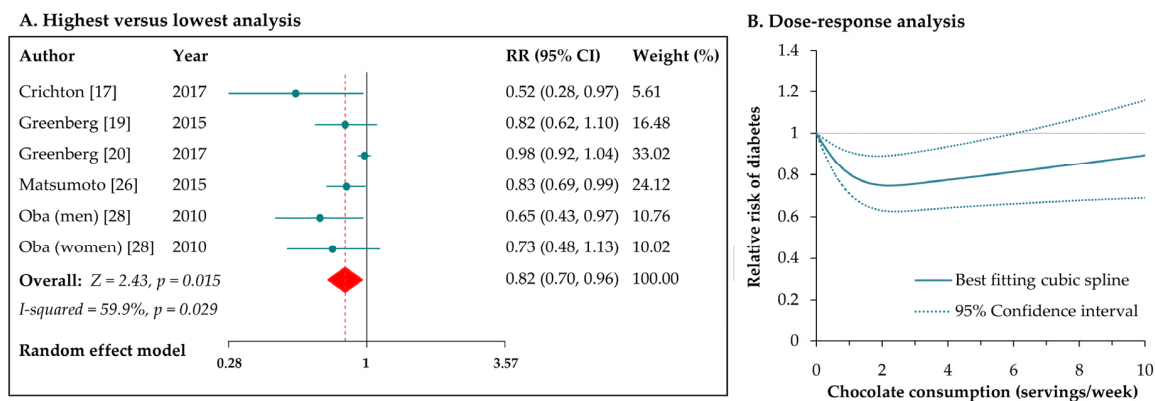 A. Highest versus lowest analysis
Author Year RR (95% CI) Weight (%)
Crichton [17] 2017 0.52 (0.28, 0.97) 5.61
Greenberg [19] 2015 0.82 (0.62, 1.10) 16.48
Greenberg [20] 2017 0.98 (0.92, 1.04) 33.02
Matsumoto [26] 2015 0.83 (0.69, 0.99) 24.12
Oba (men) [28] 2010 0.65 (0.43, 0.97) 10.76
Oba (women) [28] 2010 0.73 (0.48, 1.13) 10.02
Overall: Z = 2.43, p = 0.015 0.82 (0.70, 0.96) 100.00
I-squared = 59.9%, p = 0.029
Random effect model
0.28 1 3.57
B. Dose-response analysis
Relative risk of diabetes
1.4
1.2
1
0.8
0.6
0.4
0.2
0
Best fitting cubic spline
95% Confidence interval
0 2 4 6 8 10
Chocolate consumption (servings/week)